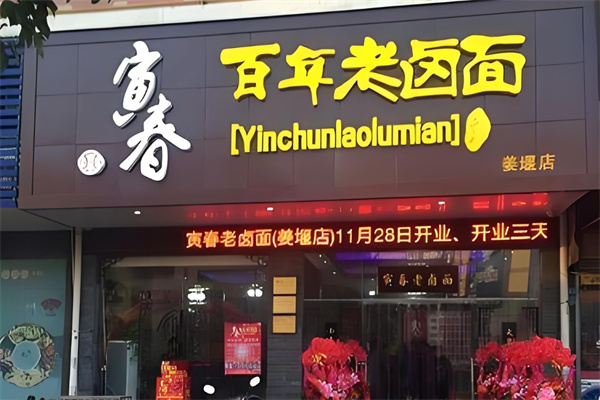 寅春
百年老卤面
[Yinchunlaolumian]
姜堰店
寅春老卤面(姜堰店)11月28日开业、开业三天
寅春老卤面